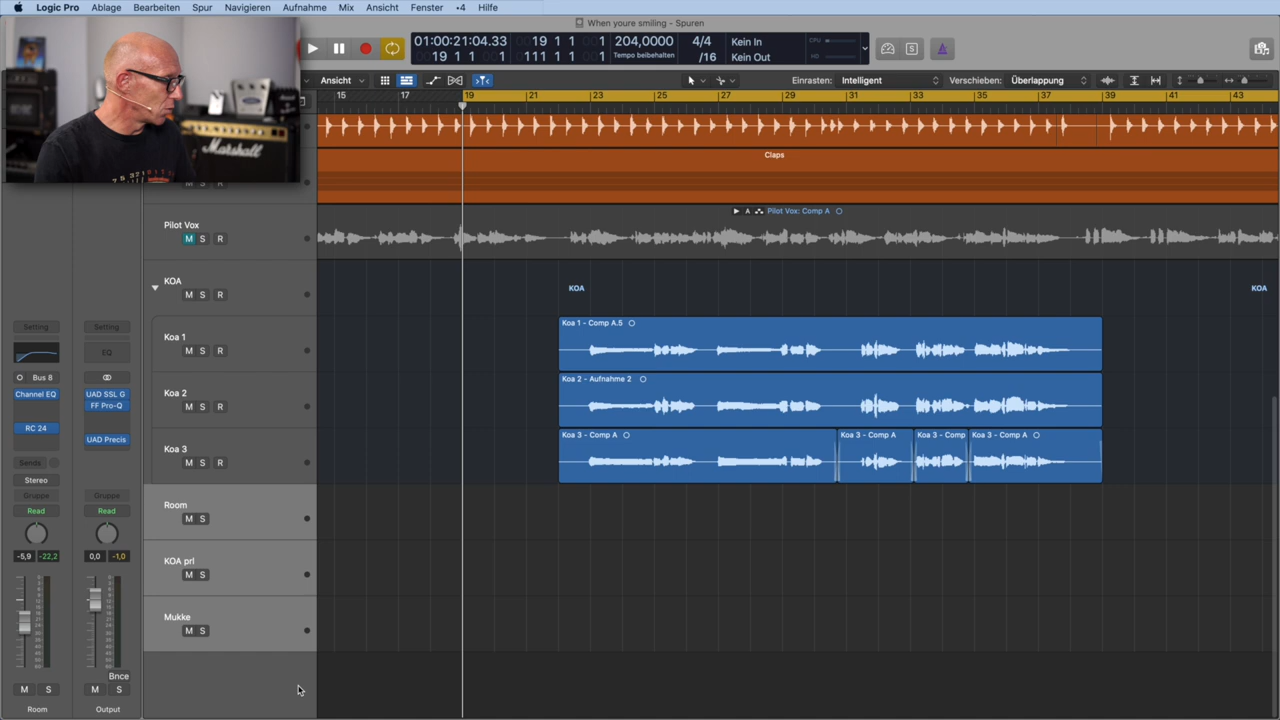 Logic Pro Ablage Bearbeiten Spur Navigieren Aufnahme Mix Ansicht Fenster •4 Hilfe
When youre smiling - Spuren
01:00:21:04.33 19 1 1 001 204,0000 4/4 Kein In CPU
19 1 1 001 Tempo beibehalten /16 Kein Out HD
Ansicht Einrasten: Intelligent Verschieben: Überlappung
15 17 19 21 23 25 27 29 31 33 35 37 39 41 43
Marshall
Claps
M S R
Pilot Vox
M S R
A Pilot Vox: Comp A
KOA
M S R
KOA KOA
Koa 1
M S R
Koa 1 - Comp A.5
Koa 2
M S R
Koa 2 - Aufnahme 2
Koa 3
M S R
Koa 3 - Comp A Koa 3 - Comp A Koa 3 - Comp Koa 3 - Comp A
Room
M S
KOA prl
M S
Mukke
M S
Setting Setting
EQ
Bus 8
Channel EQ UAD SSL G
FF Pro-Q
RC 24
UAD Precis
Sends
Stereo
Gruppe Gruppe
Read Read
-5,9 -22,2 0,0 -1,0
Bnce
M S M S
Room Output